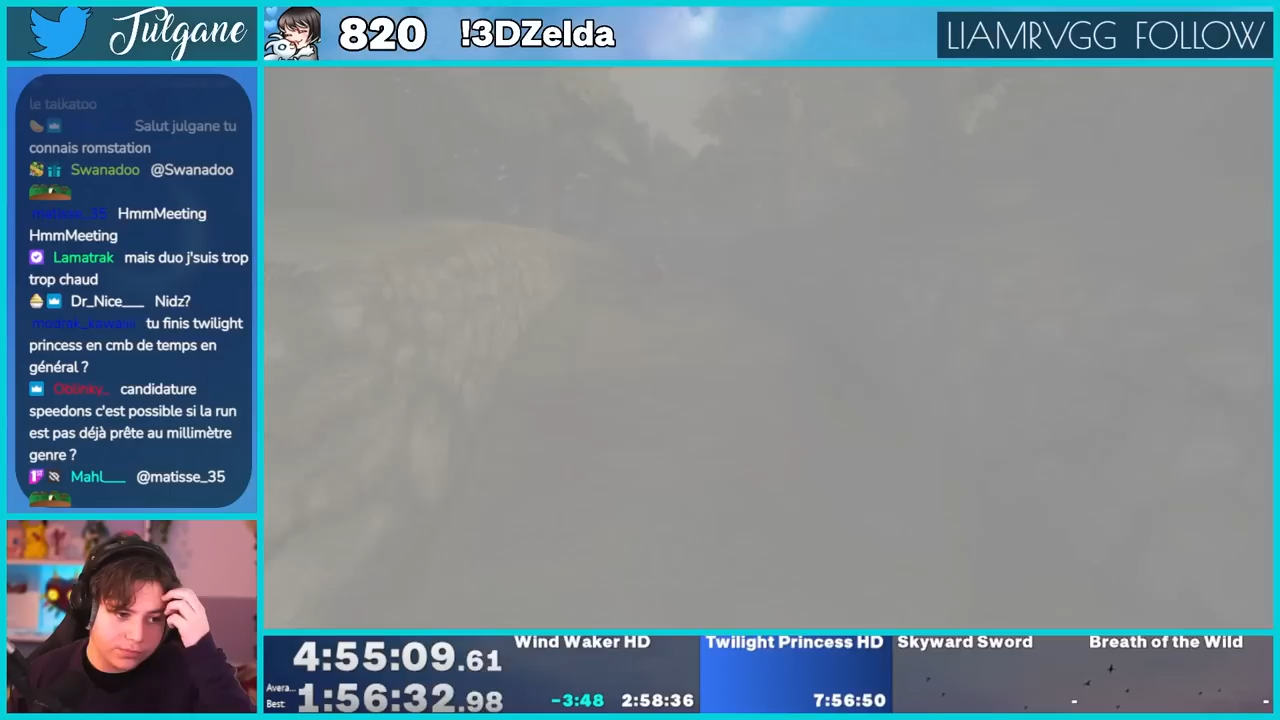 Julgane
820
!3DZelda
LIAMRVGG FOLLOW
le talkatoo
Salut julgane tu
connais romstation
Swanadoo @Swanadoo
matisse_35 HmmMeeting
HmmMeeting
Lamatrak mais duo j'suis trop
trop chaud
Dr_Nice___ Nidz?
tu finis twilight
princess en cmb de temps en
général ?
Oblinky_ candidature
speedons c'est possible si la run
est pas déjà prête au millimètre
genre ?
Mahl___ @matisse_35
4:55:09.61
Avera...
Best: 1:56:32.98
Wind Waker HD
-3:48 2:58:36
Twilight Princess HD
7:56:50
Skyward Sword
-
Breath of the Wild
-